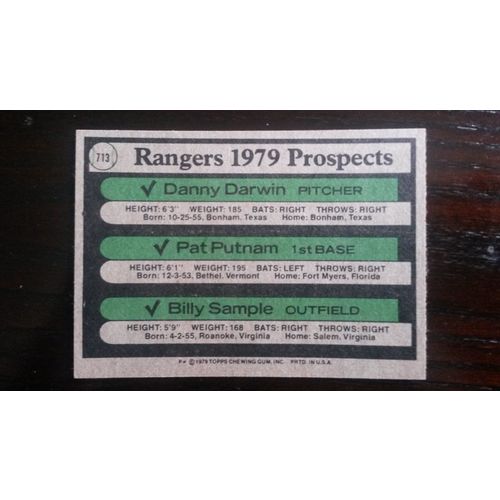 713
Rangers 1979 Prospects
✓ Danny Darwin PITCHER
HEIGHT: 6'3" WEIGHT: 185 BATS: RIGHT THROWS: RIGHT
Born: 10-25-55, Bonham, Texas Home: Bonham, Texas
✓ Pat Putnam 1st BASE
HEIGHT: 6'1" WEIGHT: 195 BATS: LEFT THROWS: RIGHT
Born: 12-3-53, Bethel, Vermont Home: Fort Myers, Florida
✓ Billy Sample OUTFIELD
HEIGHT: 5'9" WEIGHT: 168 BATS: RIGHT THROWS: RIGHT
Born: 4-2-55, Roanoke, Virginia Home: Salem, Virginia
© 1979 TOPPS CHEWING GUM, INC. PRTD. IN U.S.A.